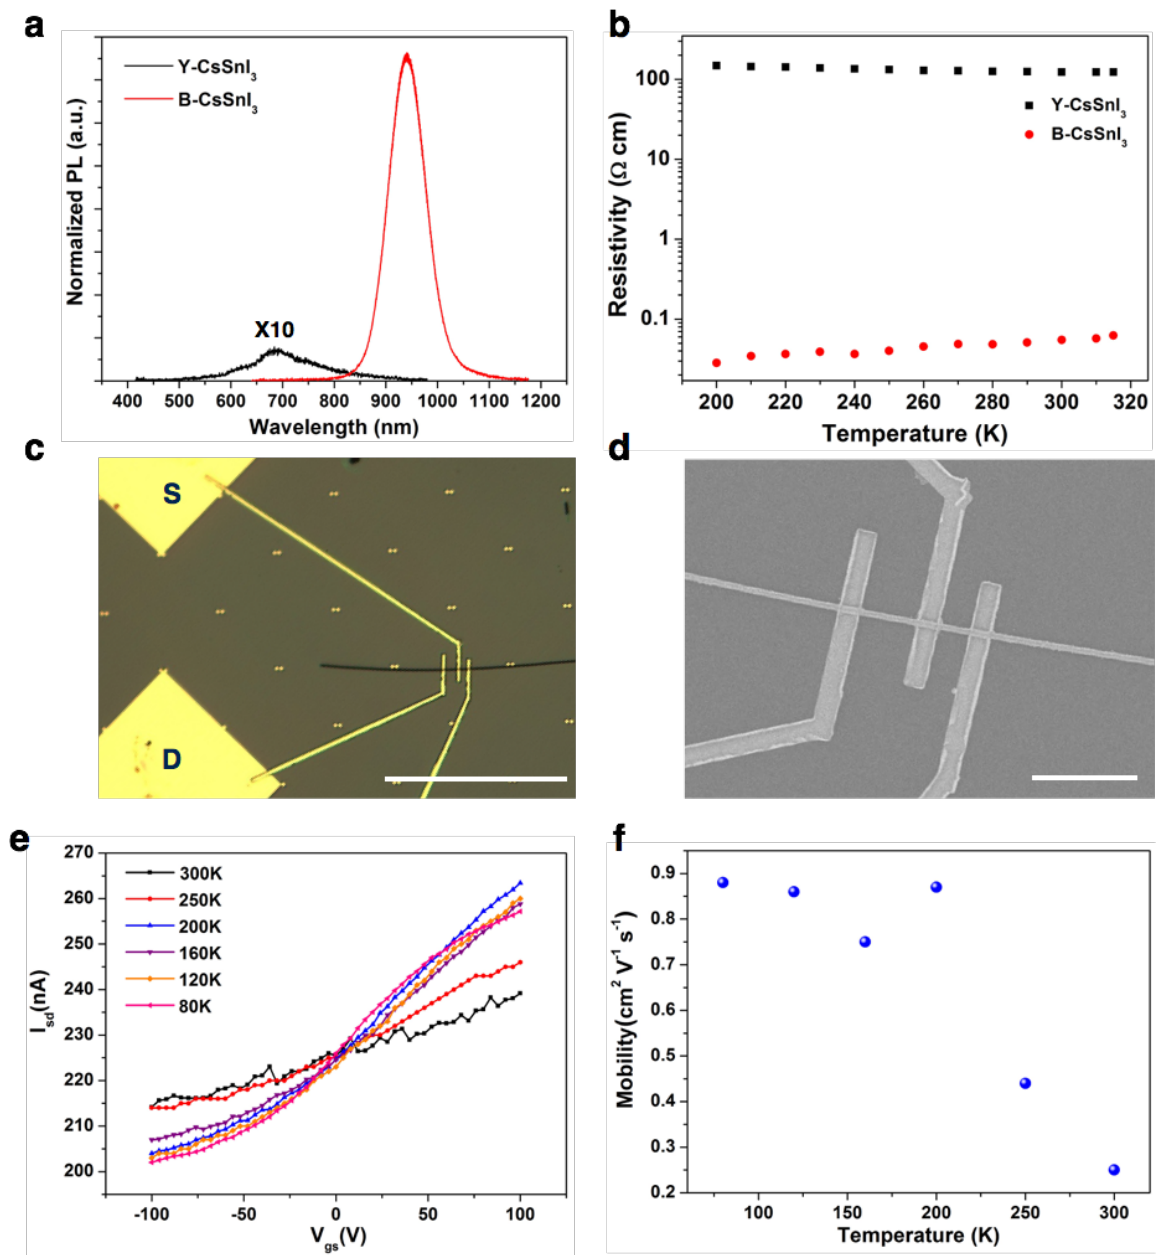 a
Normalized PL (a.u.)
Y-CsSnI₃
B-CsSnI₃
X10
400 500 600 700 800 900 1000 1100 1200
Wavelength (nm)
b
Resistivity (Ω cm)
100
10
1
0.1
Y-CsSnI₃
B-CsSnI₃
200 220 240 260 280 300 320
Temperature (K)
c
S
D
d
e
I_sd(nA)
270
260
250
240
230
220
210
200
300K
250K
200K
160K
120K
80K
-100 -50 0 50 100
V_gs(V)
f
Mobility(cm² V⁻¹ s⁻¹)
0.9
0.8
0.7
0.6
0.5
0.4
0.3
0.2
100 150 200 250 300
Temperature (K)